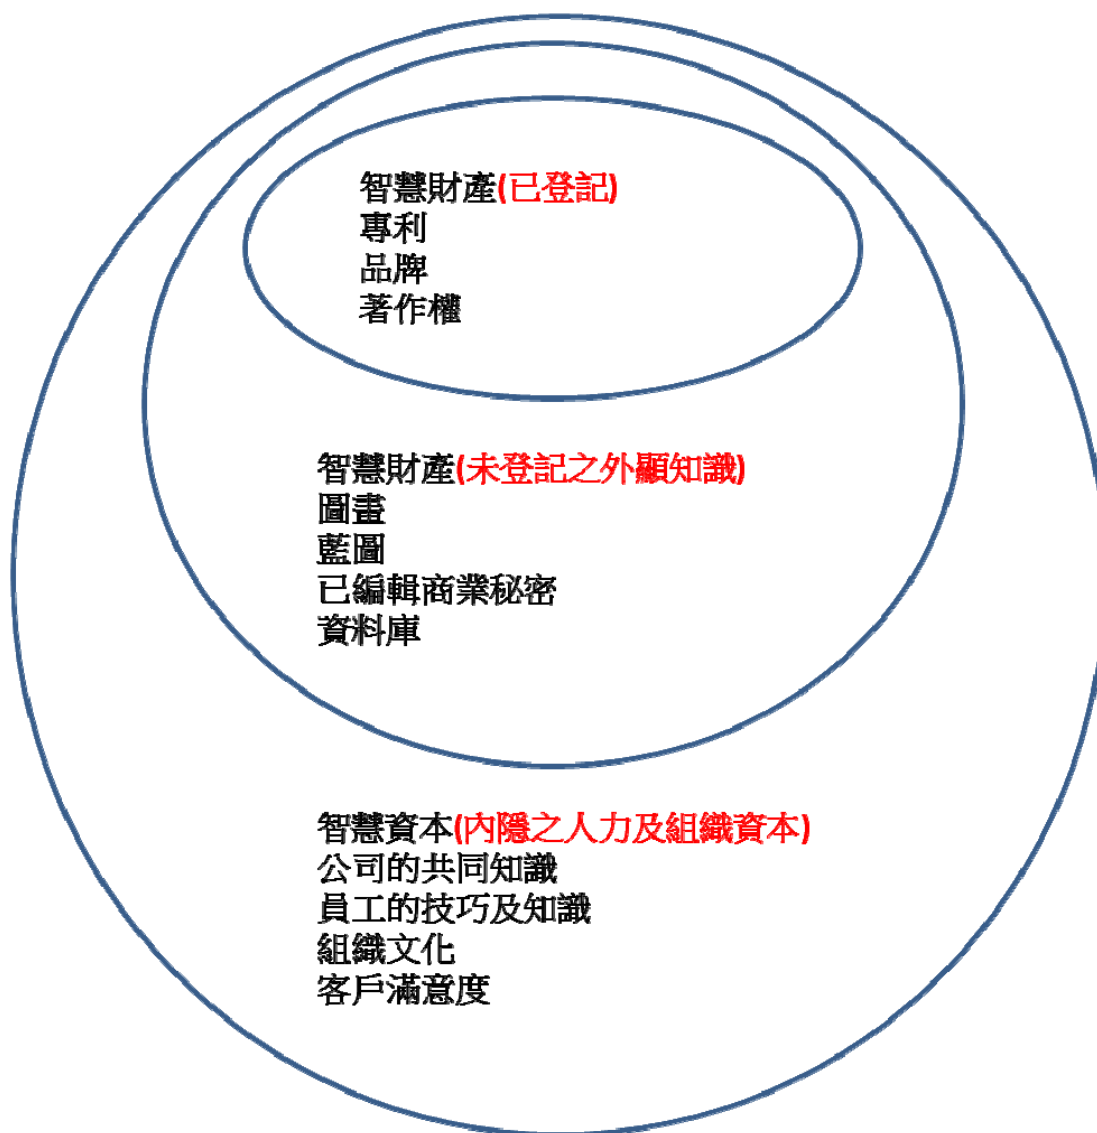 智慧財產(已登記)
專利
品牌
著作權
智慧財產(未登記之外顯知識)
圖畫
藍圖
已編輯商業秘密
資料庫
智慧資本(內隱之人力及組織資本)
公司的共同知識
員工的技巧及知識
組織文化
客戶滿意度